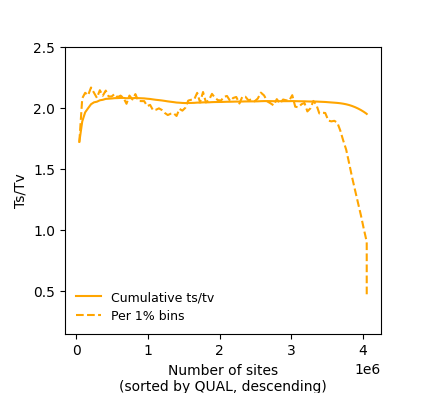 2.5
2.0
1.5
1.0
0.5
Ts/Tv
Cumulative ts/tv
Per 1% bins
0 1 2 3 4
1e6
Number of sites
(sorted by QUAL, descending)